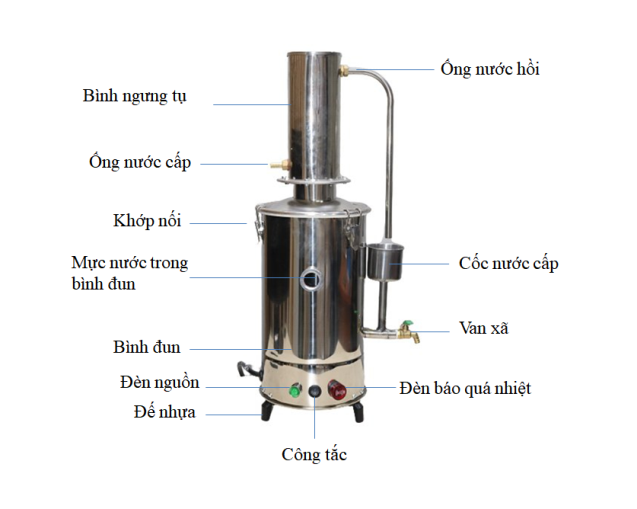 Ống nước hồi
Bình ngưng tụ
Ống nước cấp
Khớp nối
Mực nước trong
bình đun
Cốc nước cấp
Van xã
Bình đun
Đèn nguồn
Đèn báo quá nhiệt
Đế nhựa
Công tắc